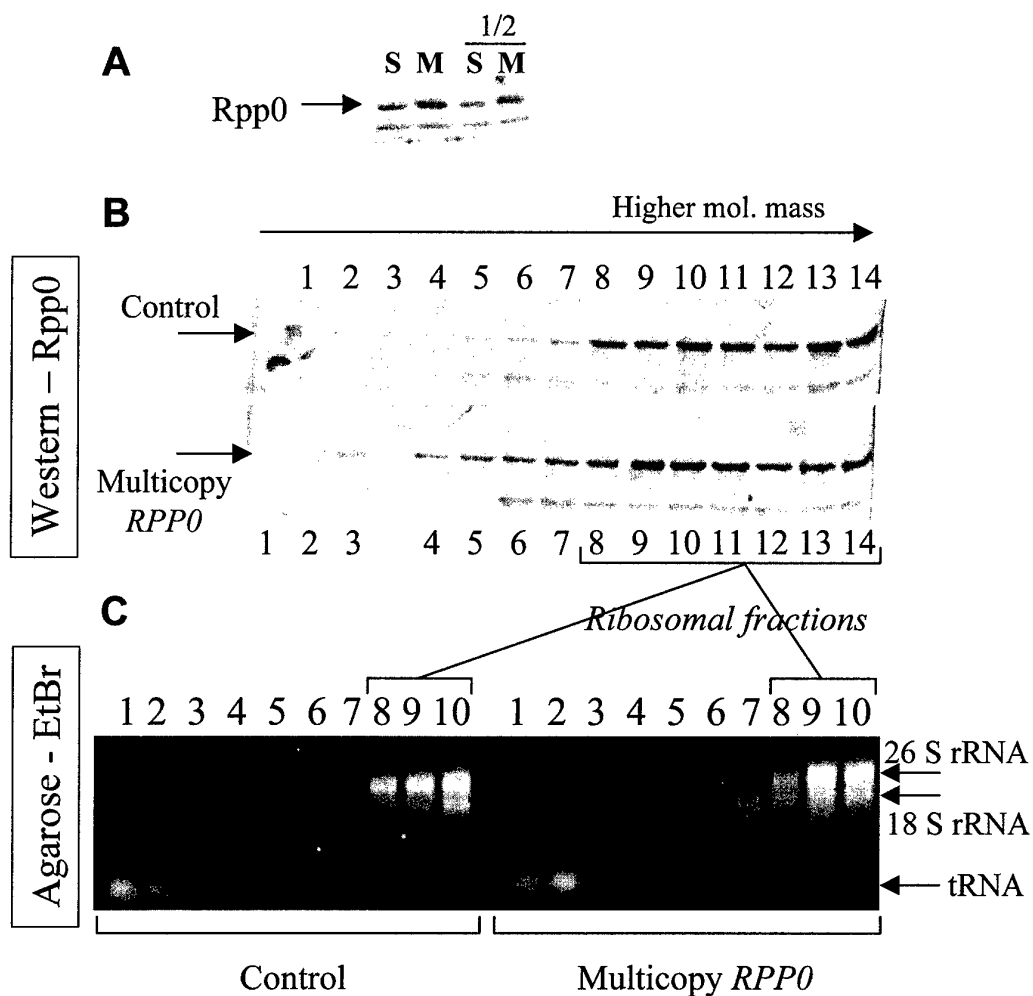 A
1/2
S M S M
Rpp0
B
Higher mol. mass
1 2 3 4 5 6 7 8 9 10 11 12 13 14
Control
Western – Rpp0
Multicopy
RPP0
1 2 3 4 5 6 7 8 9 10 11 12 13 14
C
Ribosomal fractions
1 2 3 4 5 6 7 8 9 10 1 2 3 4 5 6 7 8 9 10
Agarose - EtBr
26 S rRNA
18 S rRNA
tRNA
Control
Multicopy RPP0